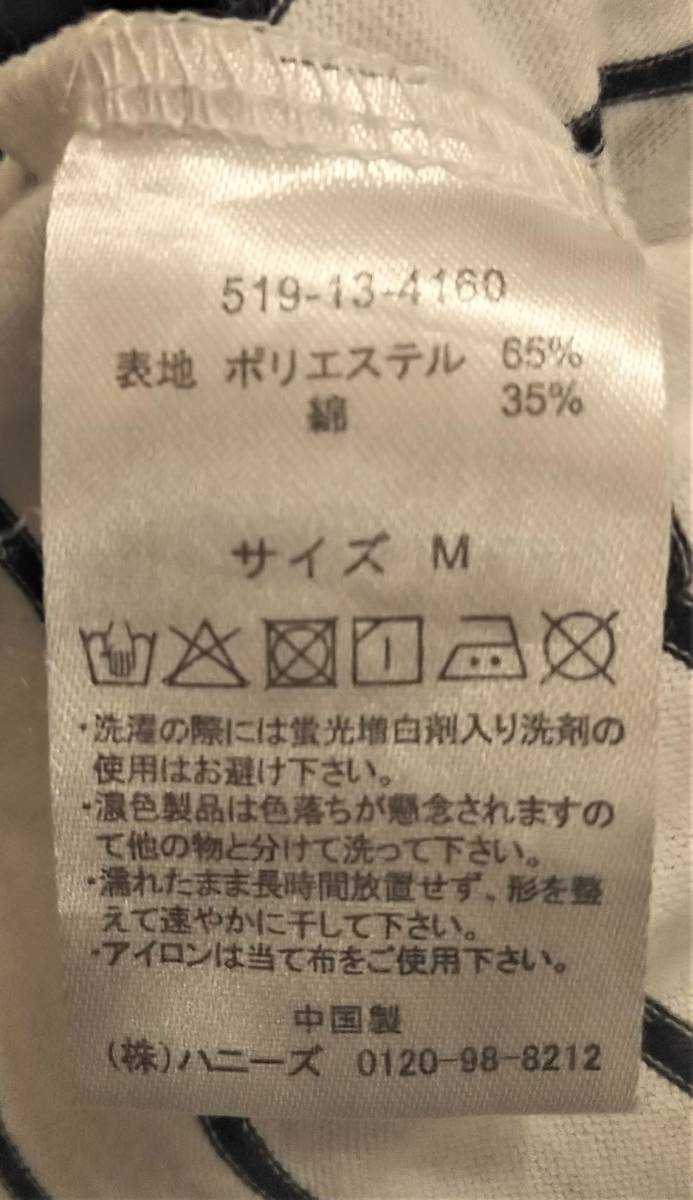 519-13-4160
表地 ポリエステル 65%
綿 35%
サイズ M
・洗濯の際には蛍光増白剤入り洗剤の
使用はお避け下さい。
・濃色製品は色落ちが懸念されますの
で他の物と分けて洗って下さい。
・濡れたまま長時間放置せず、形を整
えて速やかに干して下さい。
・アイロンは当て布をご使用下さい。
中国製
(株)ハニーズ 0120-98-8212